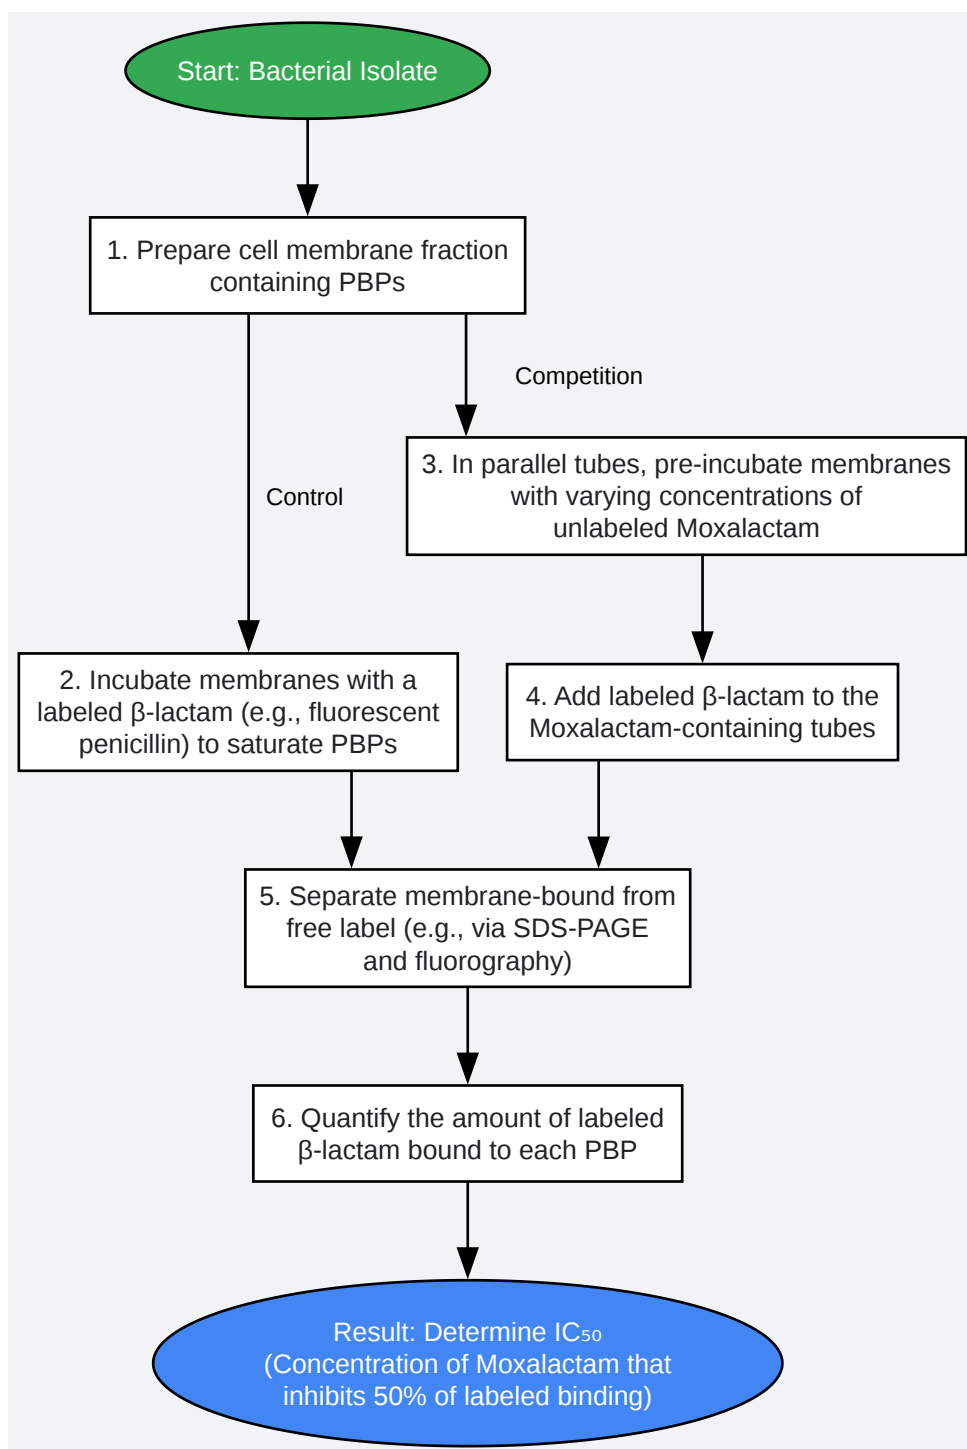 Start: Bacterial Isolate
1. Prepare cell membrane fraction
containing PBPs
Competition
3. In parallel tubes, pre-incubate membranes
with varying concentrations of
unlabeled Moxalactam
Control
2. Incubate membranes with a
labeled β-lactam (e.g., fluorescent
penicillin) to saturate PBPs
4. Add labeled β-lactam to the
Moxalactam-containing tubes
5. Separate membrane-bound from
free label (e.g., via SDS-PAGE
and fluorography)
6. Quantify the amount of labeled
β-lactam bound to each PBP
Result: Determine IC₅₀
(Concentration of Moxalactam that
inhibits 50% of labeled binding)